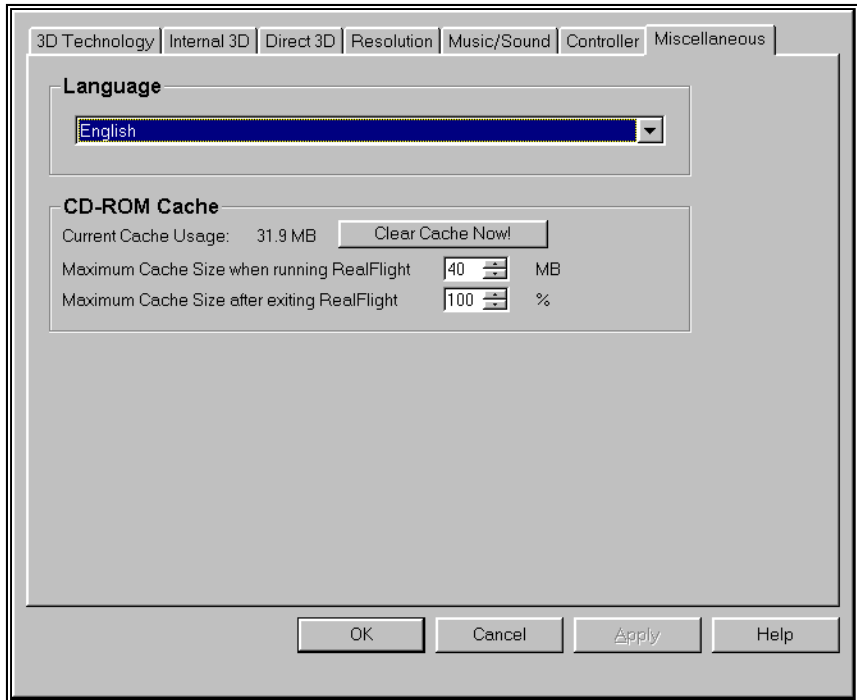 3D Technology Internal 3D Direct 3D Resolution Music/Sound Controller Miscellaneous
Language
English
CD-ROM Cache
Current Cache Usage: 31.9 MB Clear Cache Now!
Maximum Cache Size when running RealFlight 40 MB
Maximum Cache Size after exiting RealFlight 100 %
OK Cancel Apply Help